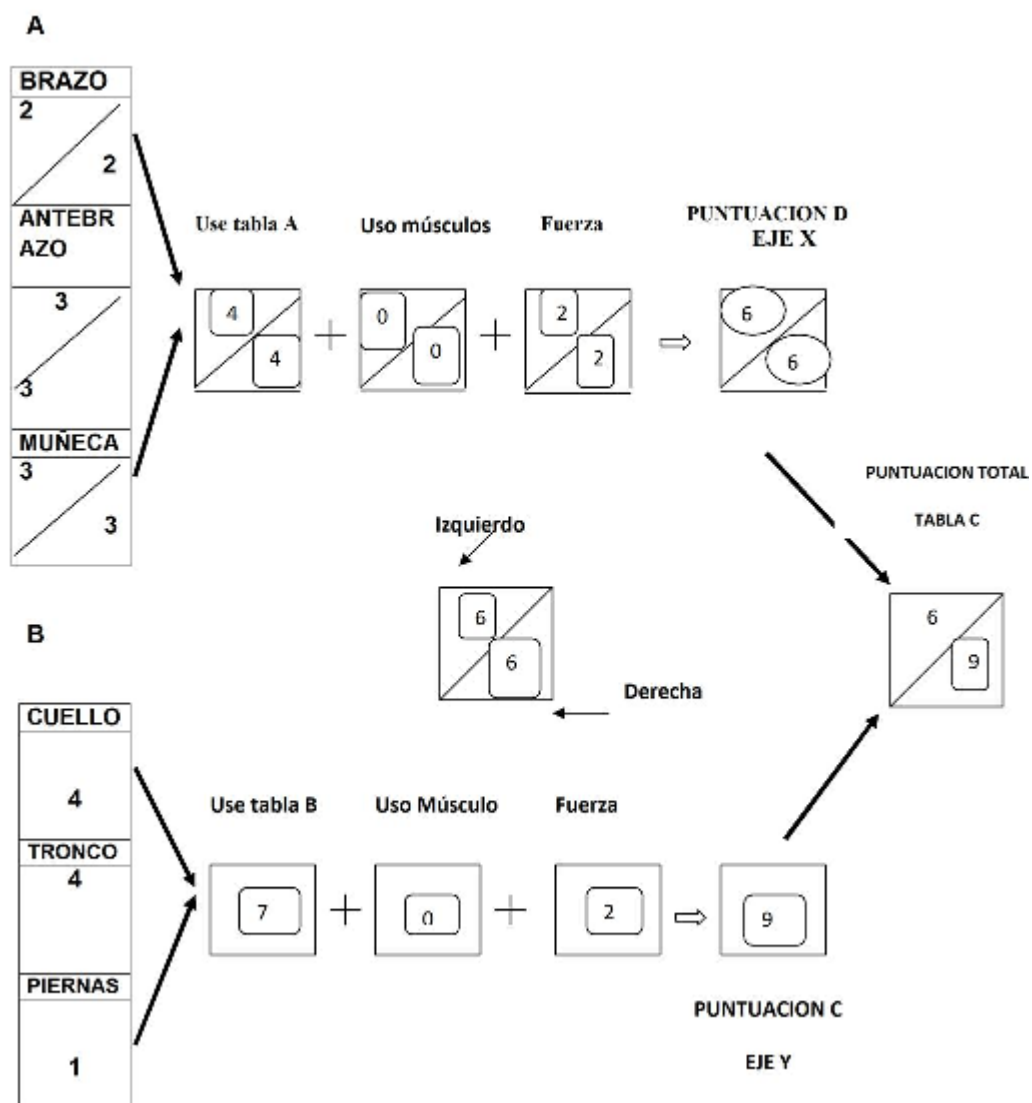 A
BRAZO
2
2
ANTEBR
AZO
3
3
MUÑECA
3
3
Use tabla A
Uso músculos
Fuerza
PUNTUACION D
EJE X
4
4
+
0
0
+
2
2
6
6
PUNTUACION TOTAL
TABLA C
6
9
Izquierdo
6
6
Derecha
B
CUELLO
4
TRONCO
4
PIERNAS
1
Use tabla B
Uso Músculo
Fuerza
7
+
0
+
2
9
PUNTUACION C
EJE Y